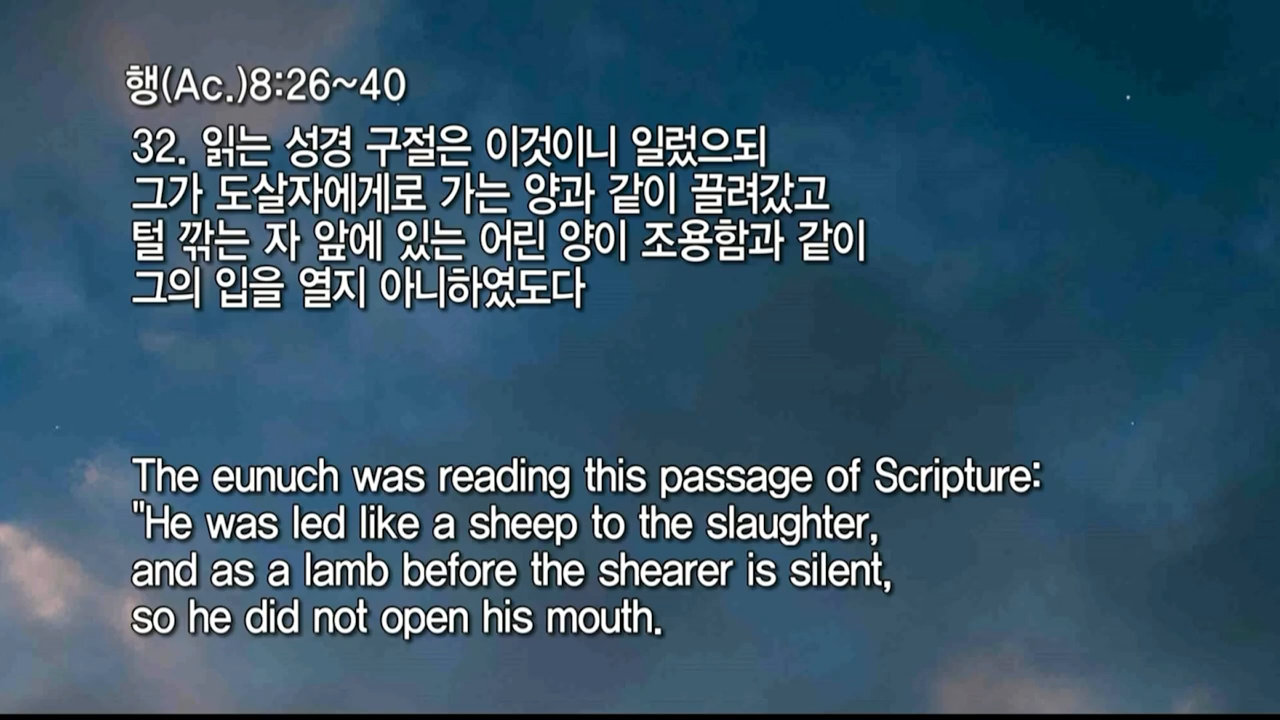 행(Ac.)8:26~40
32. 읽는 성경 구절은 이것이니 일렀으되
그가 도살자에게로 가는 양과 같이 끌려갔고
털 깎는 자 앞에 있는 어린 양이 조용함과 같이
그의 입을 열지 아니하였도다
The eunuch was reading this passage of Scripture:
"He was led like a sheep to the slaughter,
and as a lamb before the shearer is silent,
so he did not open his mouth.